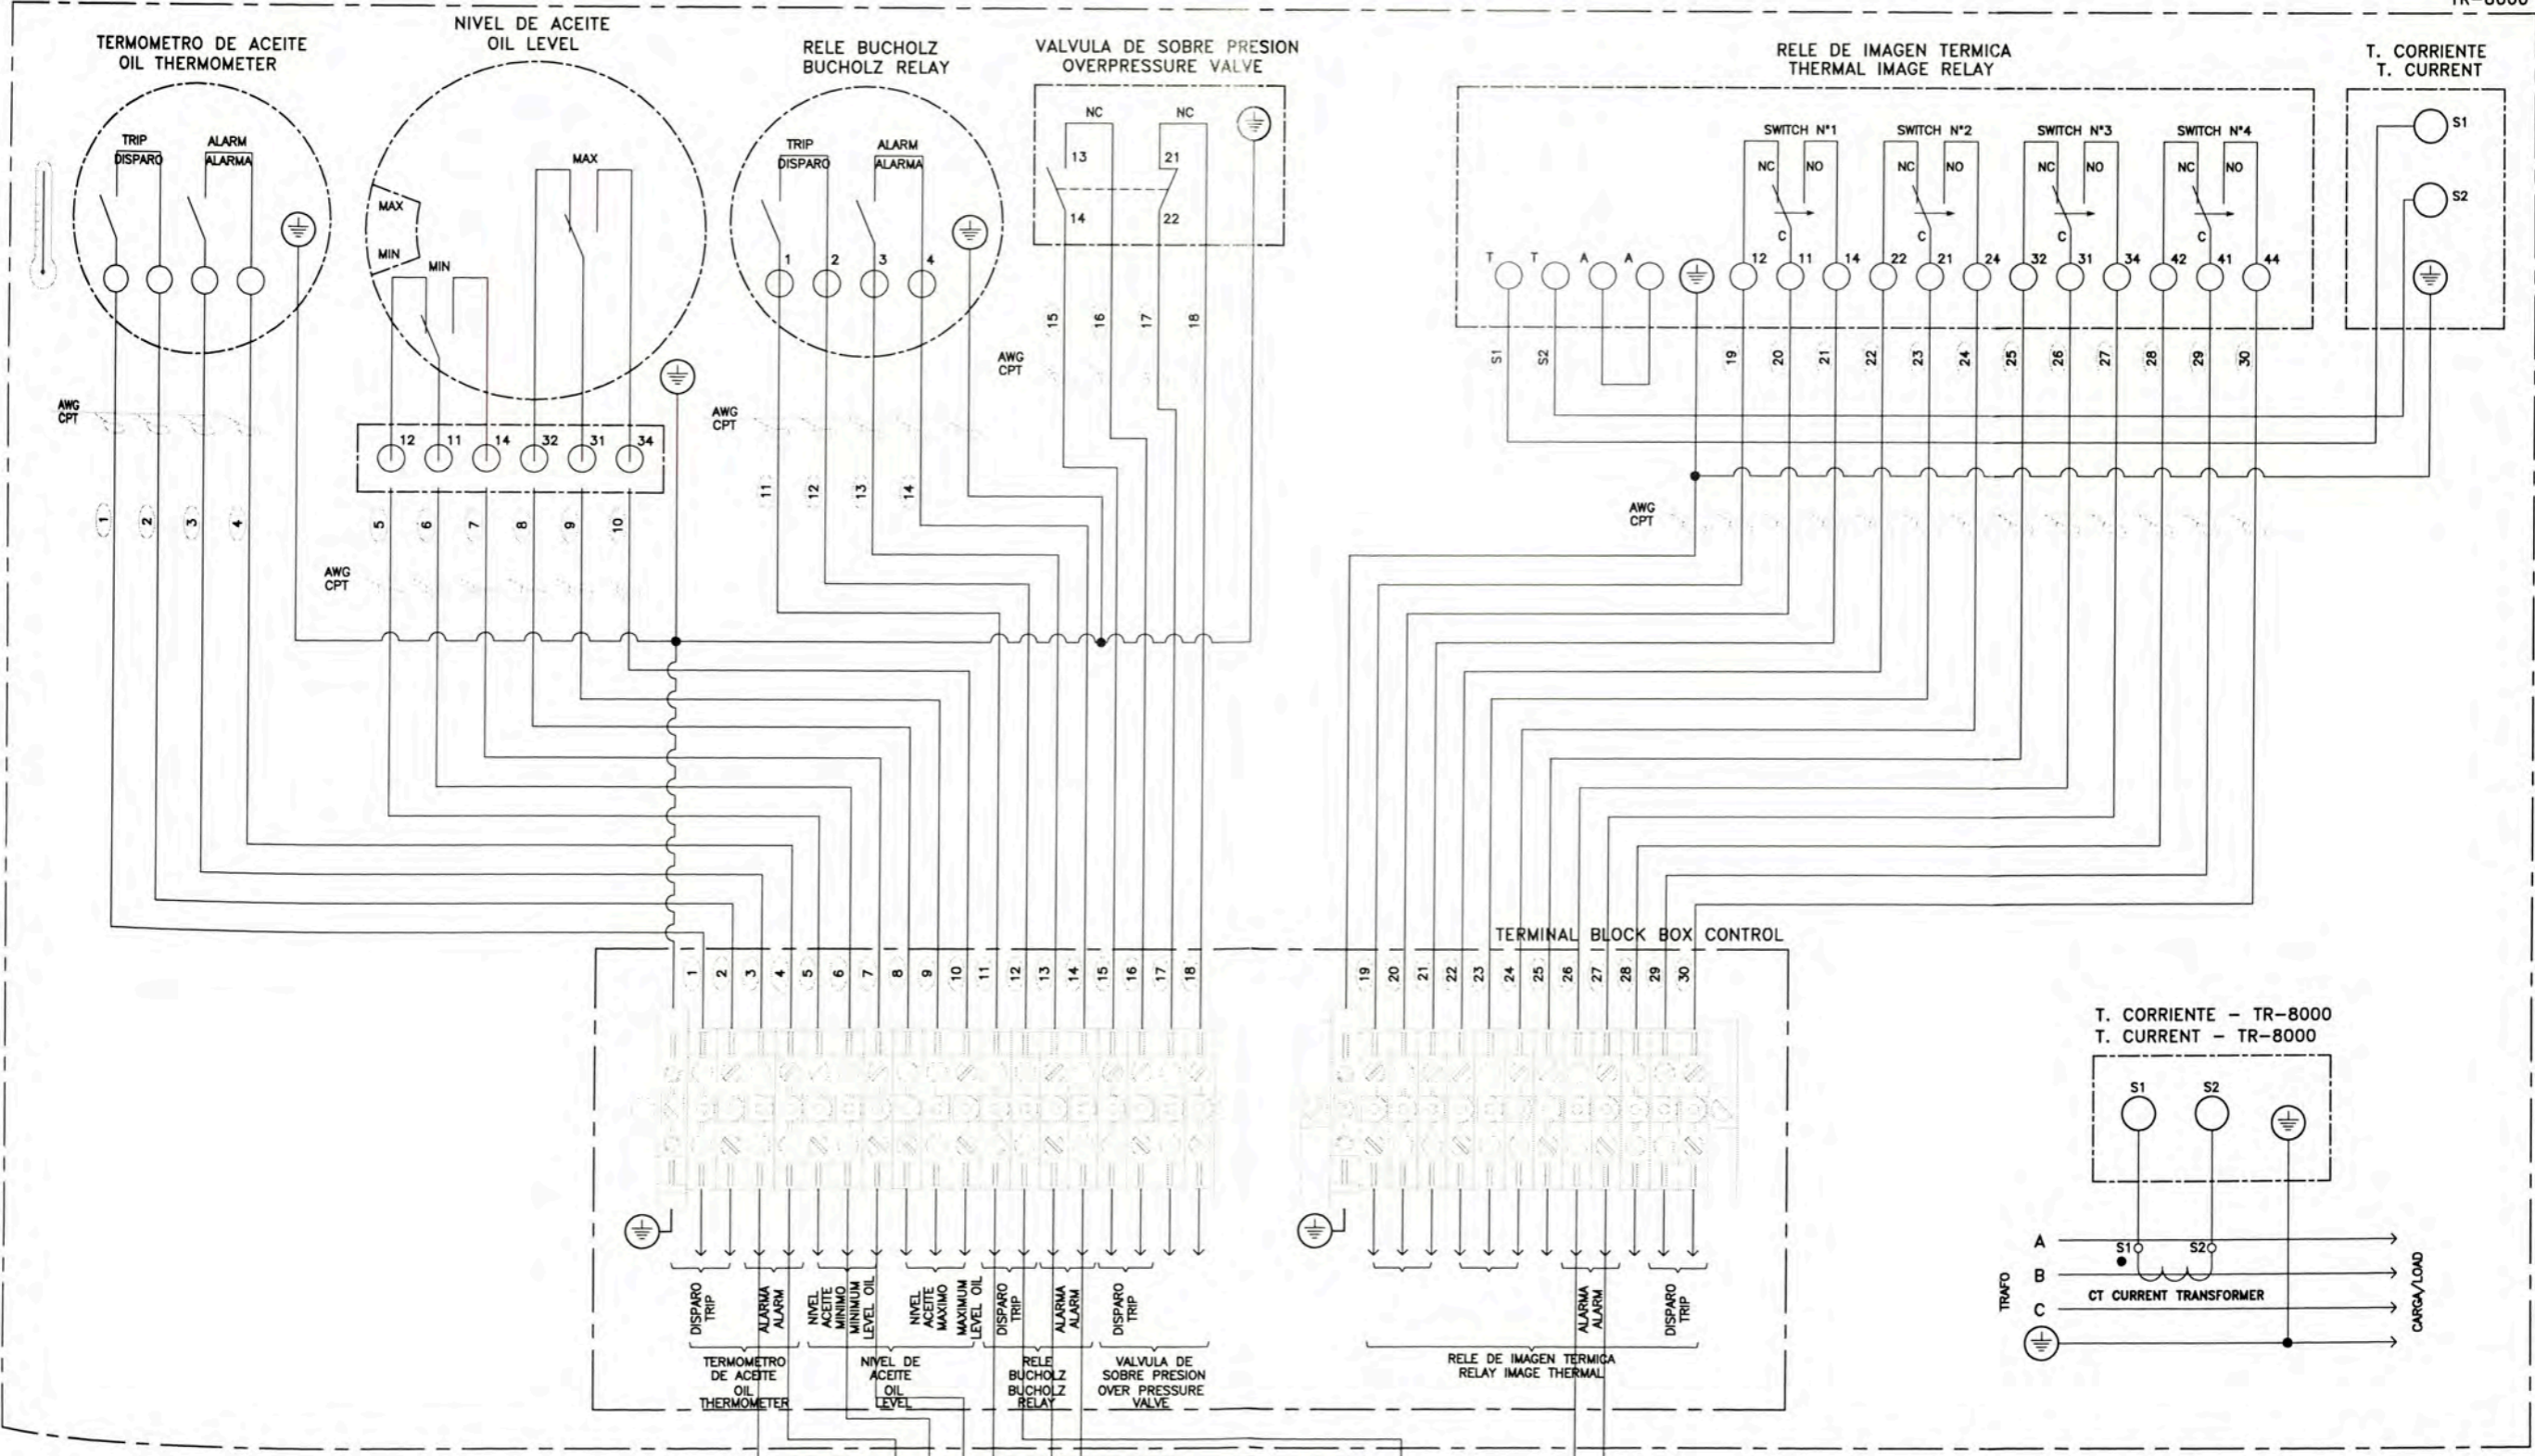 TR-8000
TERMOMETRO DE ACEITE
OIL THERMOMETER
NIVEL DE ACEITE
OIL LEVEL
RELE BUCHOLZ
BUCHOLZ RELAY
VALVULA DE SOBRE PRESION
OVERPRESSURE VALVE
RELE DE IMAGEN TERMICA
THERMAL IMAGE RELAY
T. CORRIENTE
T. CURRENT
TRIP
DISPARO
ALARM
ALARMA
MAX
MIN
MIN
MAX
TRIP
DISPARO
ALARM
ALARMA
1 2 3 4
NC NC
13 21
14 22
SWITCH N°1 SWITCH N°2 SWITCH N°3 SWITCH N°4
NC NO NC NO NC NO NC NO
C C C C
T T A A 12 11 14 22 21 24 32 31 34 42 41 44
S1
S2
15 16 17 18
AWG
CPT
S1 S2 19 20 21 22 23 24 25 26 27 28 29 30
AWG
CPT
12 11 14 32 31 34
AWG
CPT
11 12 13 14
1 2 3 4
5 6 7 8 9 10
AWG
CPT
AWG
CPT
TERMINAL BLOCK BOX CONTROL
1 2 3 4 5 6 7 8 9 10 11 12 13 14 15 16 17 18
19 20 21 22 23 24 25 26 27 28 29 30
DISPARO
TRIP
ALARMA
ALARM
NIVEL
ACEITE
MINIMO
MINIMUM
LEVEL OIL
NIVEL
ACEITE
MAXIMO
MAXIMUM
LEVEL OIL
DISPARO
TRIP
ALARMA
ALARM
DISPARO
TRIP
ALARMA
ALARM
DISPARO
TRIP
TERMOMETRO
DE ACEITE
OIL
THERMOMETER
NIVEL DE
ACEITE
OIL
LEVEL
RELE
BUCHOLZ
BUCHOLZ
RELAY
VALVULA DE
SOBRE PRESION
OVER PRESSURE
VALVE
RELE DE IMAGEN TERMICA
RELAY IMAGE THERMAL
T. CORRIENTE - TR-8000
T. CURRENT - TR-8000
S1 S2
TRAFO
A
B
C
S1 S2
CT CURRENT TRANSFORMER
CARGA/LOAD